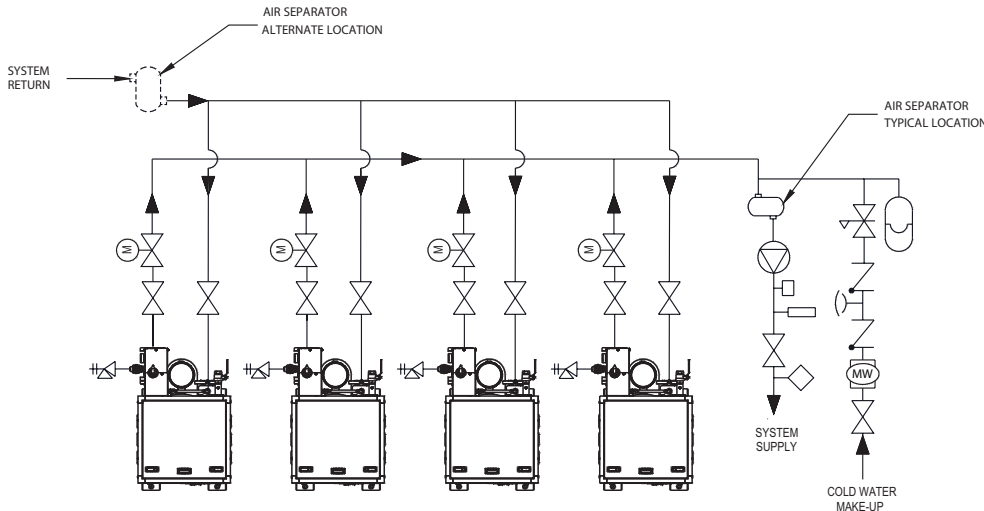 AIR SEPARATOR
ALTERNATE LOCATION
SYSTEM
RETURN
AIR SEPARATOR
TYPICAL LOCATION
M
M
M
M
MW
SYSTEM
SUPPLY
COLD WATER
MAKE-UP